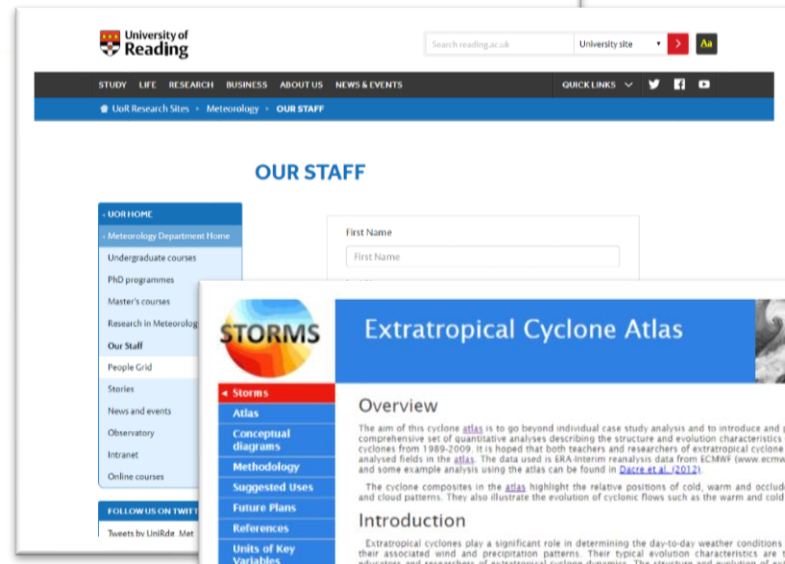 University of
Reading
Search reading.ac.uk
University site
Aa
STUDY LIFE RESEARCH BUSINESS ABOUT US NEWS & EVENTS
QUICK LINKS
UoR Research Sites
Meteorology
OUR STAFF
OUR STAFF
UOR HOME
Meteorology Department Home
Undergraduate courses
PhD programmes
Master's courses
Research in Meteorolog
Our Staff
People Grid
Stories
News and events
Observatory
Intranet
Online courses
FOLLOW US ON TWITT
Tweets by UniRdg_Met
First Name
First Name
STORMS
Extratropical Cyclone Atlas
Storms
Atlas
Conceptual
diagrams
Methodology
Suggested Uses
Future Plans
References
Units of Key
Variables
Overview
The aim of this cyclone atlas is to go beyond individual case study analysis and to introduce and
comprehensive set of quantitative analyses describing the structure and evolution characteristics
cyclones from 1989-2009. It is hoped that both teachers and researchers of extratropical cyclone
analysed fields in the atlas. The data used is ERA-Interim reanalysis data from ECMWF (www.ecmw
and some example analysis using the atlas can be found in Dacre et al. (2012).
The cyclone composites in the atlas highlight the relative positions of cold, warm and occlud
and cloud patterns. They also illustrate the evolution of cyclonic flows such as the warm and cold
Introduction
Extratropical cyclones play a significant role in determining the day-to-day weather conditions
their associated wind and precipitation patterns. Their typical evolution characteristics are
educators and researchers of extratropical cyclone dynamics. The structure and evolution of